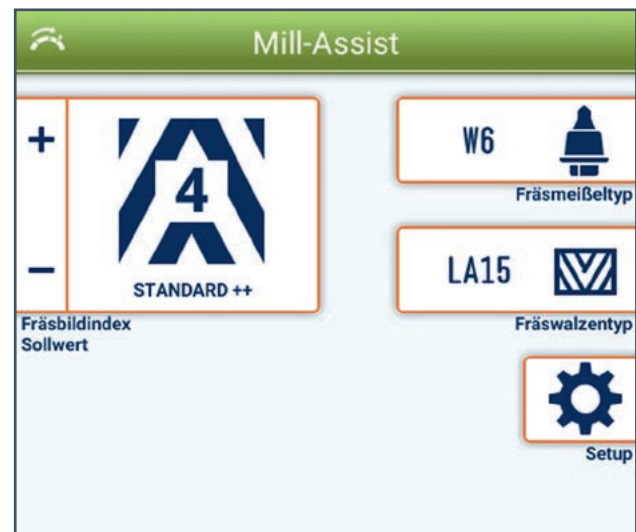 Mill-Assist
+
4
−
STANDARD ++
Fräsbildindex
Sollwert
W6
Fräsmeißeltyp
LA15
Fräswalzentyp
Setup